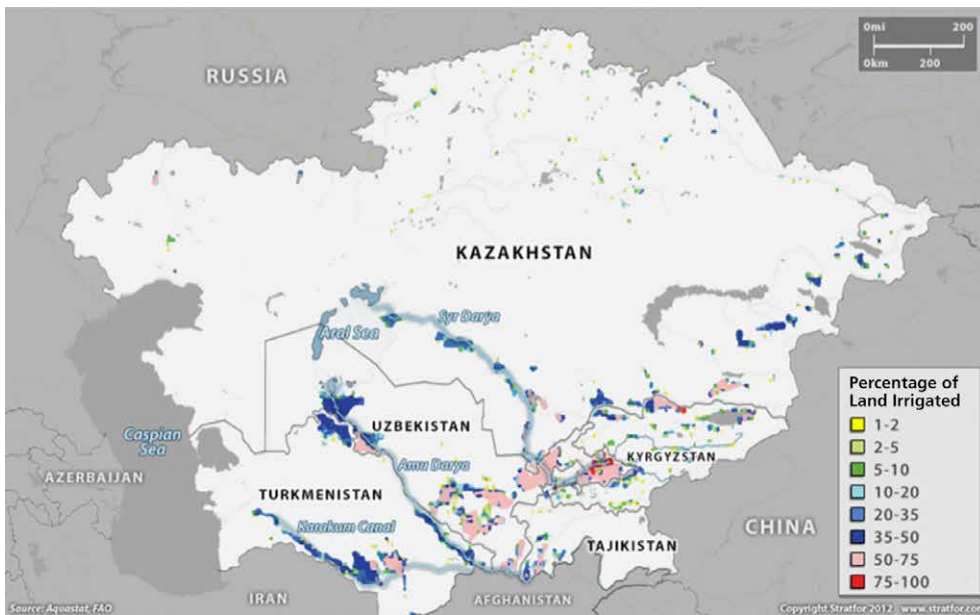 0mi 200
0km 200
RUSSIA
KAZAKHSTAN
Aral Sea
Syr Darya
Percentage of
Land Irrigated
1-2
2-5
5-10
10-20
20-35
35-50
50-75
75-100
Caspian
Sea
UZBEKISTAN
KYRGYZSTAN
AZERBAIJAN
Amu Darya
TURKMENISTAN
Karakum Canal
CHINA
TAJIKISTAN
IRAN
AFGHANISTAN
Source: Aquastat, FAO
Copyright Stratfor 2012 www.stratfor